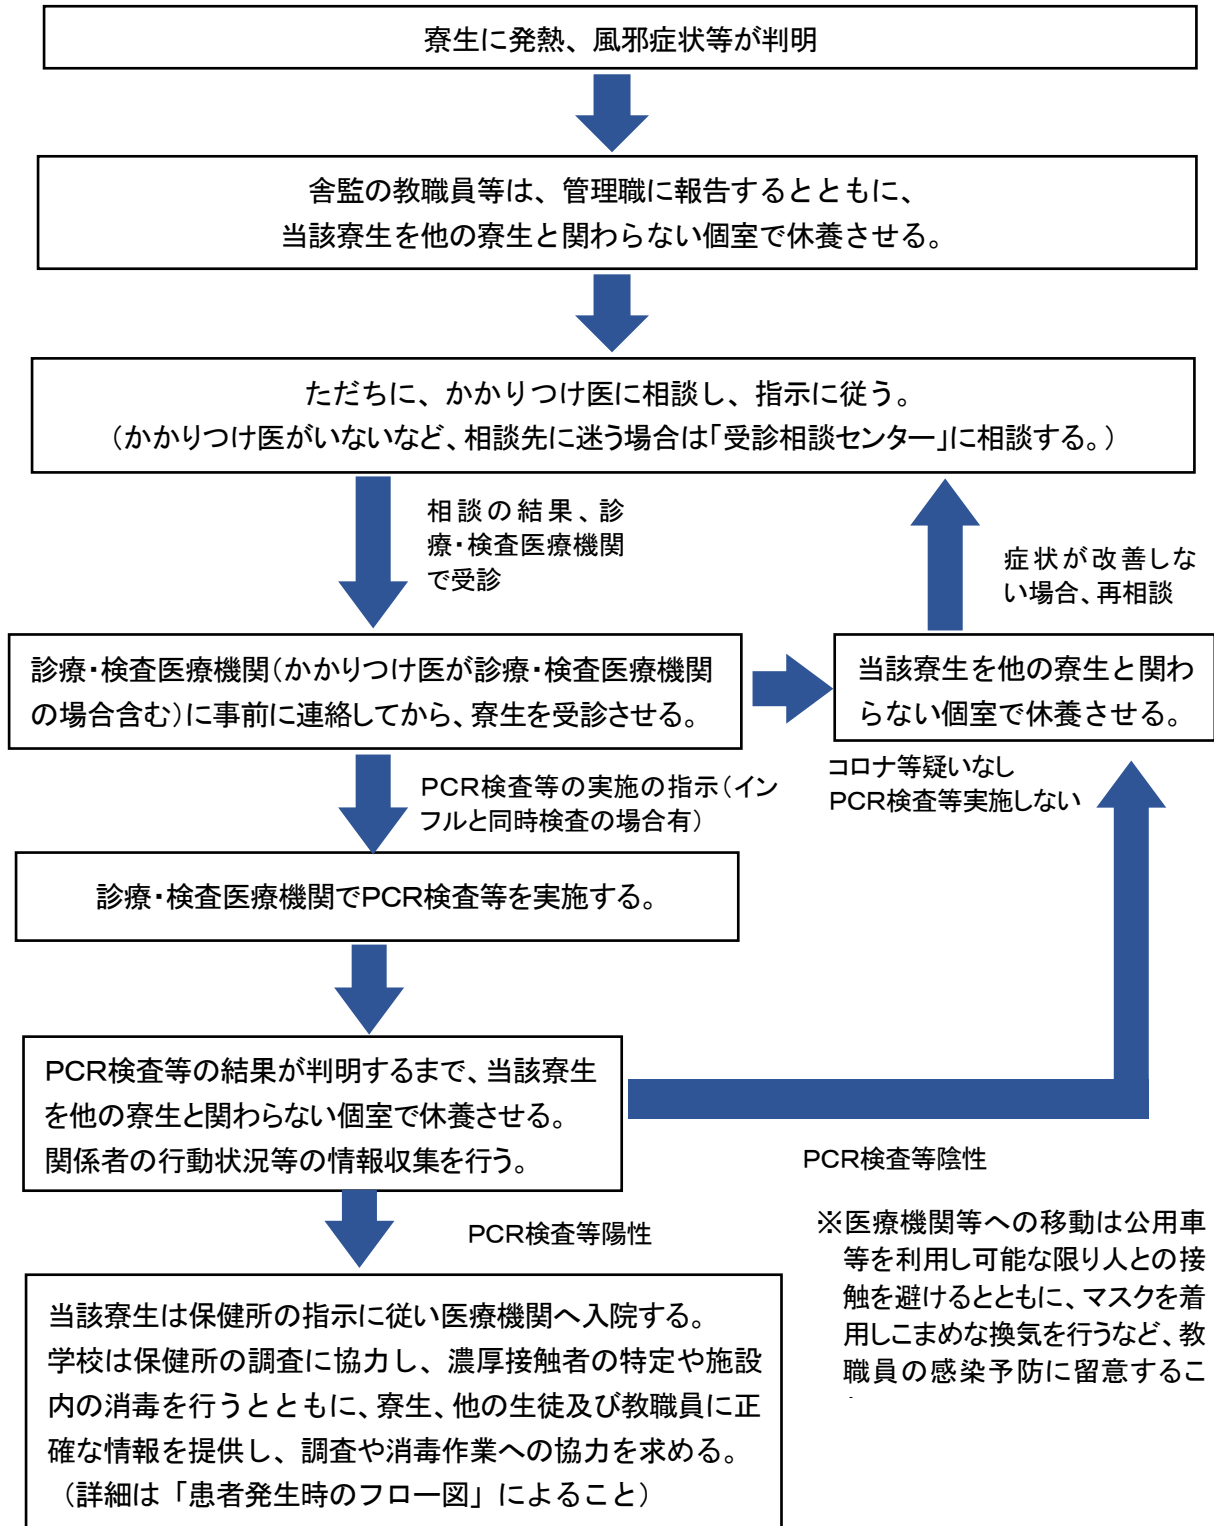 寮生に発熱、風邪症状等が判明
舎監の教職員等は、管理職に報告するとともに、
当該寮生を他の寮生と関わらない個室で休養させる。
ただちに、かかりつけ医に相談し、指示に従う。
（かかりつけ医がいないなど、相談先に迷う場合は「受診相談センター」に相談する。）
相談の結果、診
療・検査医療機関
で受診
症状が改善しな
い場合、再相談
診療・検査医療機関（かかりつけ医が診療・検査医療機関
の場合含む）に事前に連絡してから、寮生を受診させる。
当該寮生を他の寮生と関わ
らない個室で休養させる。
コロナ等疑いなし
ＰＣＲ検査等実施しない
ＰＣＲ検査等の実施の指示（イン
フルと同時検査の場合有）
診療・検査医療機関でＰＣＲ検査等を実施する。
ＰＣＲ検査等の結果が判明するまで、当該寮生
を他の寮生と関わらない個室で休養させる。
関係者の行動状況等の情報収集を行う。
ＰＣＲ検査等陰性
ＰＣＲ検査等陽性
※医療機関等への移動は公用車
等を利用し可能な限り人との接
触を避けるとともに、マスクを着
用しこまめな換気を行うなど、教
職員の感染予防に留意するこ
当該寮生は保健所の指示に従い医療機関へ入院する。
学校は保健所の調査に協力し、濃厚接触者の特定や施設
内の消毒を行うとともに、寮生、他の生徒及び教職員に正
確な情報を提供し、調査や消毒作業への協力を求める。
（詳細は「患者発生時のフロー図」によること）